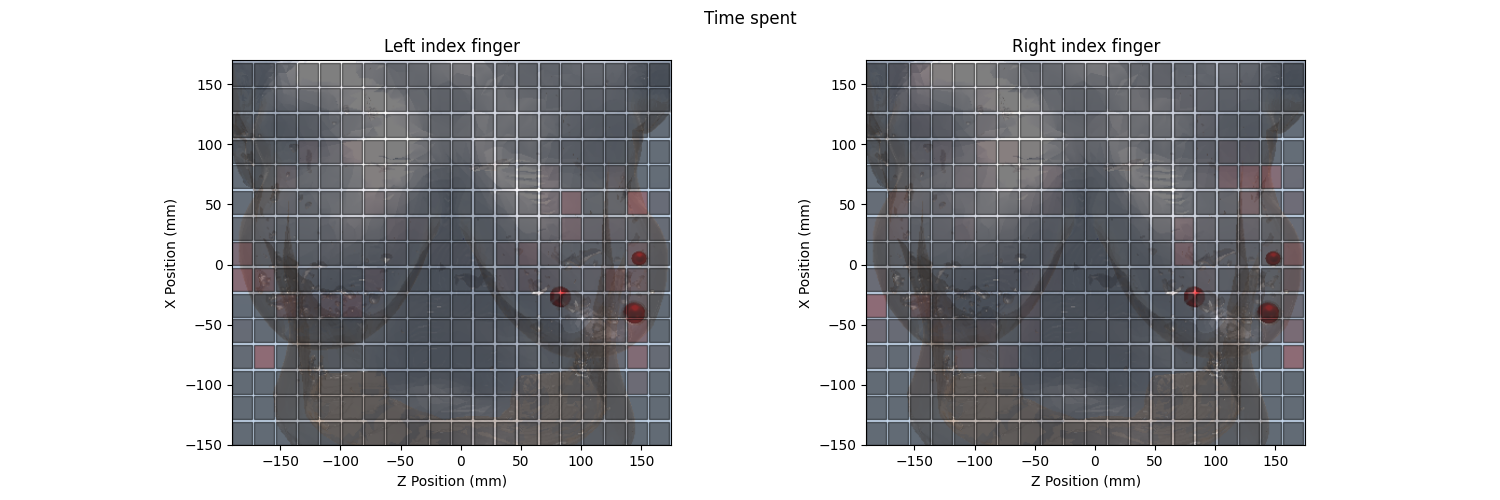 Time spent
Left index finger
Right index finger
150
100
50
0
−50
−100
−150
X Position (mm)
−150 −100 −50 0 50 100 150
Z Position (mm)
150
100
50
0
−50
−100
−150
X Position (mm)
−150 −100 −50 0 50 100 150
Z Position (mm)